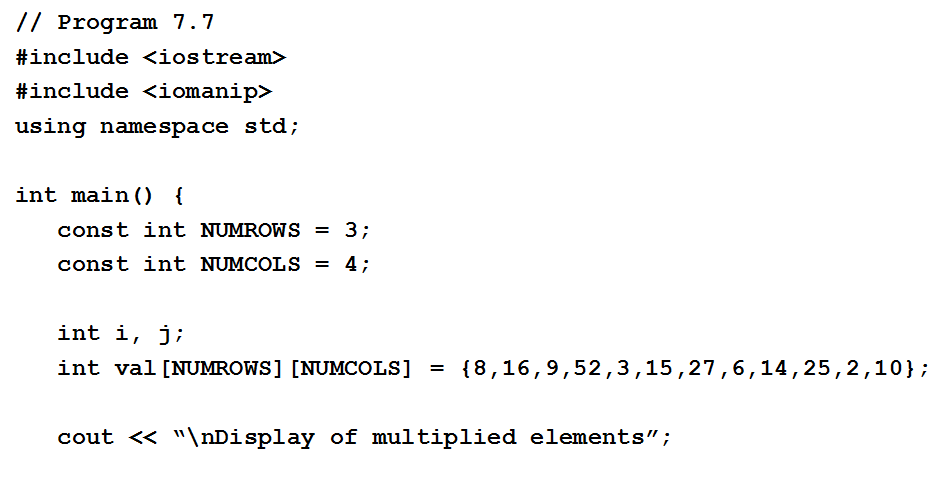 // Program 7.7
#include <iostream>
#include <iomanip>
using namespace std;
int main() {
const int NUMROWS = 3;
const int NUMCOLS = 4;
int i, j;
int val[NUMROWS][NUMCOLS] = {8,16,9,52,3,15,27,6,14,25,2,10};
cout << “\nDisplay of multiplied elements”;